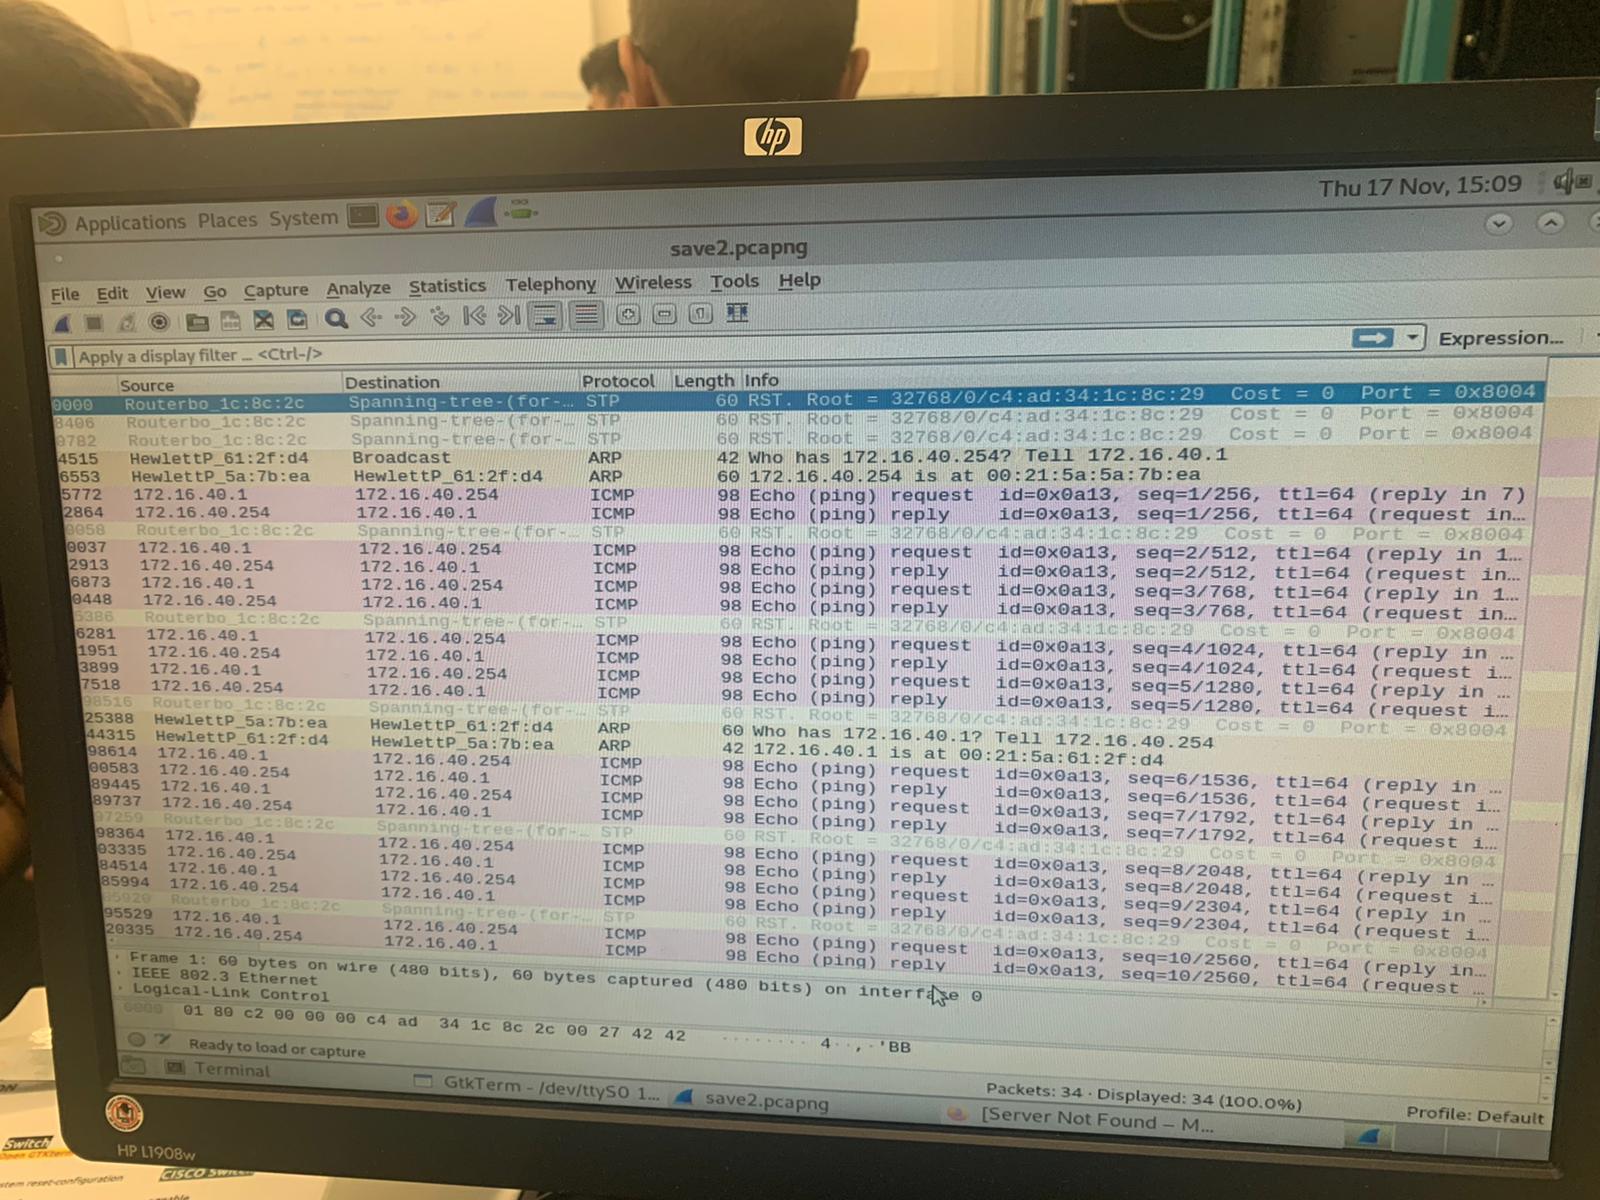 hp
Thu 17 Nov, 15:09
Applications Places System
save2.pcapng
File Edit View Go Capture Analyze Statistics Telephony Wireless Tools Help
Apply a display filter ... <Ctrl-/> Expression...
Source Destination Protocol Length Info
0000 Routerbo_1c:8c:2c Spanning-tree-(for-... STP 60 RST. Root = 32768/0/c4:ad:34:1c:8c:29 Cost = 0 Port = 0x8004
8406 Routerbo_1c:8c:2c Spanning-tree-(for-... STP 60 RST. Root = 32768/0/c4:ad:34:1c:8c:29 Cost = 0 Port = 0x8004
0782 Routerbo_1c:8c:2c Spanning-tree-(for-... STP 60 RST. Root = 32768/0/c4:ad:34:1c:8c:29 Cost = 0 Port = 0x8004
4515 HewlettP_61:2f:d4 Broadcast ARP 42 Who has 172.16.40.254? Tell 172.16.40.1
6553 HewlettP_5a:7b:ea HewlettP_61:2f:d4 ARP 60 172.16.40.254 is at 00:21:5a:5a:7b:ea
5772 172.16.40.1 172.16.40.254 ICMP 98 Echo (ping) request id=0x0a13, seq=1/256, ttl=64 (reply in 7)
2864 172.16.40.254 172.16.40.1 ICMP 98 Echo (ping) reply id=0x0a13, seq=1/256, ttl=64 (request in...
0058 Routerbo_1c:8c:2c Spanning-tree-(for-... STP 60 RST. Root = 32768/0/c4:ad:34:1c:8c:29 Cost = 0 Port = 0x8004
0037 172.16.40.1 172.16.40.254 ICMP 98 Echo (ping) request id=0x0a13, seq=2/512, ttl=64 (reply in 1...
2913 172.16.40.254 172.16.40.1 ICMP 98 Echo (ping) reply id=0x0a13, seq=2/512, ttl=64 (request in...
6873 172.16.40.1 172.16.40.254 ICMP 98 Echo (ping) request id=0x0a13, seq=3/768, ttl=64 (reply in 1...
0448 172.16.40.254 172.16.40.1 ICMP 98 Echo (ping) reply id=0x0a13, seq=3/768, ttl=64 (request in...
5386 Routerbo_1c:8c:2c Spanning-tree-(for-... STP 60 RST. Root = 32768/0/c4:ad:34:1c:8c:29 Cost = 0 Port = 0x8004
6281 172.16.40.1 172.16.40.254 ICMP 98 Echo (ping) request id=0x0a13, seq=4/1024, ttl=64 (reply in ...
1951 172.16.40.254 172.16.40.1 ICMP 98 Echo (ping) reply id=0x0a13, seq=4/1024, ttl=64 (request i...
3899 172.16.40.1 172.16.40.254 ICMP 98 Echo (ping) request id=0x0a13, seq=5/1280, ttl=64 (reply in ...
7518 172.16.40.254 172.16.40.1 ICMP 98 Echo (ping) reply id=0x0a13, seq=5/1280, ttl=64 (request i...
98516 Routerbo_1c:8c:2c Spanning-tree-(for-... STP 60 RST. Root = 32768/0/c4:ad:34:1c:8c:29 Cost = 0 Port = 0x8004
25388 HewlettP_5a:7b:ea HewlettP_61:2f:d4 ARP 60 Who has 172.16.40.1? Tell 172.16.40.254
44315 HewlettP_61:2f:d4 HewlettP_5a:7b:ea ARP 42 172.16.40.1 is at 00:21:5a:61:2f:d4
98614 172.16.40.1 172.16.40.254 ICMP 98 Echo (ping) request id=0x0a13, seq=6/1536, ttl=64 (reply in ...
00583 172.16.40.254 172.16.40.1 ICMP 98 Echo (ping) reply id=0x0a13, seq=6/1536, ttl=64 (request i...
89445 172.16.40.1 172.16.40.254 ICMP 98 Echo (ping) request id=0x0a13, seq=7/1792, ttl=64 (reply in ...
89737 172.16.40.254 172.16.40.1 ICMP 98 Echo (ping) reply id=0x0a13, seq=7/1792, ttl=64 (request i...
97259 Routerbo_1c:8c:2c Spanning-tree-(for-... STP 60 RST. Root = 32768/0/c4:ad:34:1c:8c:29 Cost = 0 Port = 0x8004
98364 172.16.40.1 172.16.40.254 ICMP 98 Echo (ping) request id=0x0a13, seq=8/2048, ttl=64 (reply in ...
03335 172.16.40.254 172.16.40.1 ICMP 98 Echo (ping) reply id=0x0a13, seq=8/2048, ttl=64 (request i...
84514 172.16.40.1 172.16.40.254 ICMP 98 Echo (ping) request id=0x0a13, seq=9/2304, ttl=64 (reply in ...
85994 172.16.40.254 172.16.40.1 ICMP 98 Echo (ping) reply id=0x0a13, seq=9/2304, ttl=64 (request i...
Routerbo_1c:8c:2c Spanning-tree-(for-... STP 60 RST. Root = 32768/0/c4:ad:34:1c:8c:29 Cost = 0 Port = 0x8004
95529 172.16.40.1 172.16.40.254 ICMP 98 Echo (ping) request id=0x0a13, seq=10/2560, ttl=64 (reply in...
20335 172.16.40.254 172.16.40.1 ICMP 98 Echo (ping) reply id=0x0a13, seq=10/2560, ttl=64 (request ...
Frame 1: 60 bytes on wire (480 bits), 60 bytes captured (480 bits) on interface 0
IEEE 802.3 Ethernet
Logical-Link Control
0000 01 80 c2 00 00 00 c4 ad 34 1c 8c 2c 00 27 42 42 ········ 4··,·'BB
Ready to load or capture Packets: 34 · Displayed: 34 (100.0%) Profile: Default
Terminal GtkTerm - /dev/ttyS0 1... save2.pcapng [Server Not Found – M...
HP L1908w
Switch
Open GTKterm
CISCO Switch
stem reset-configuration